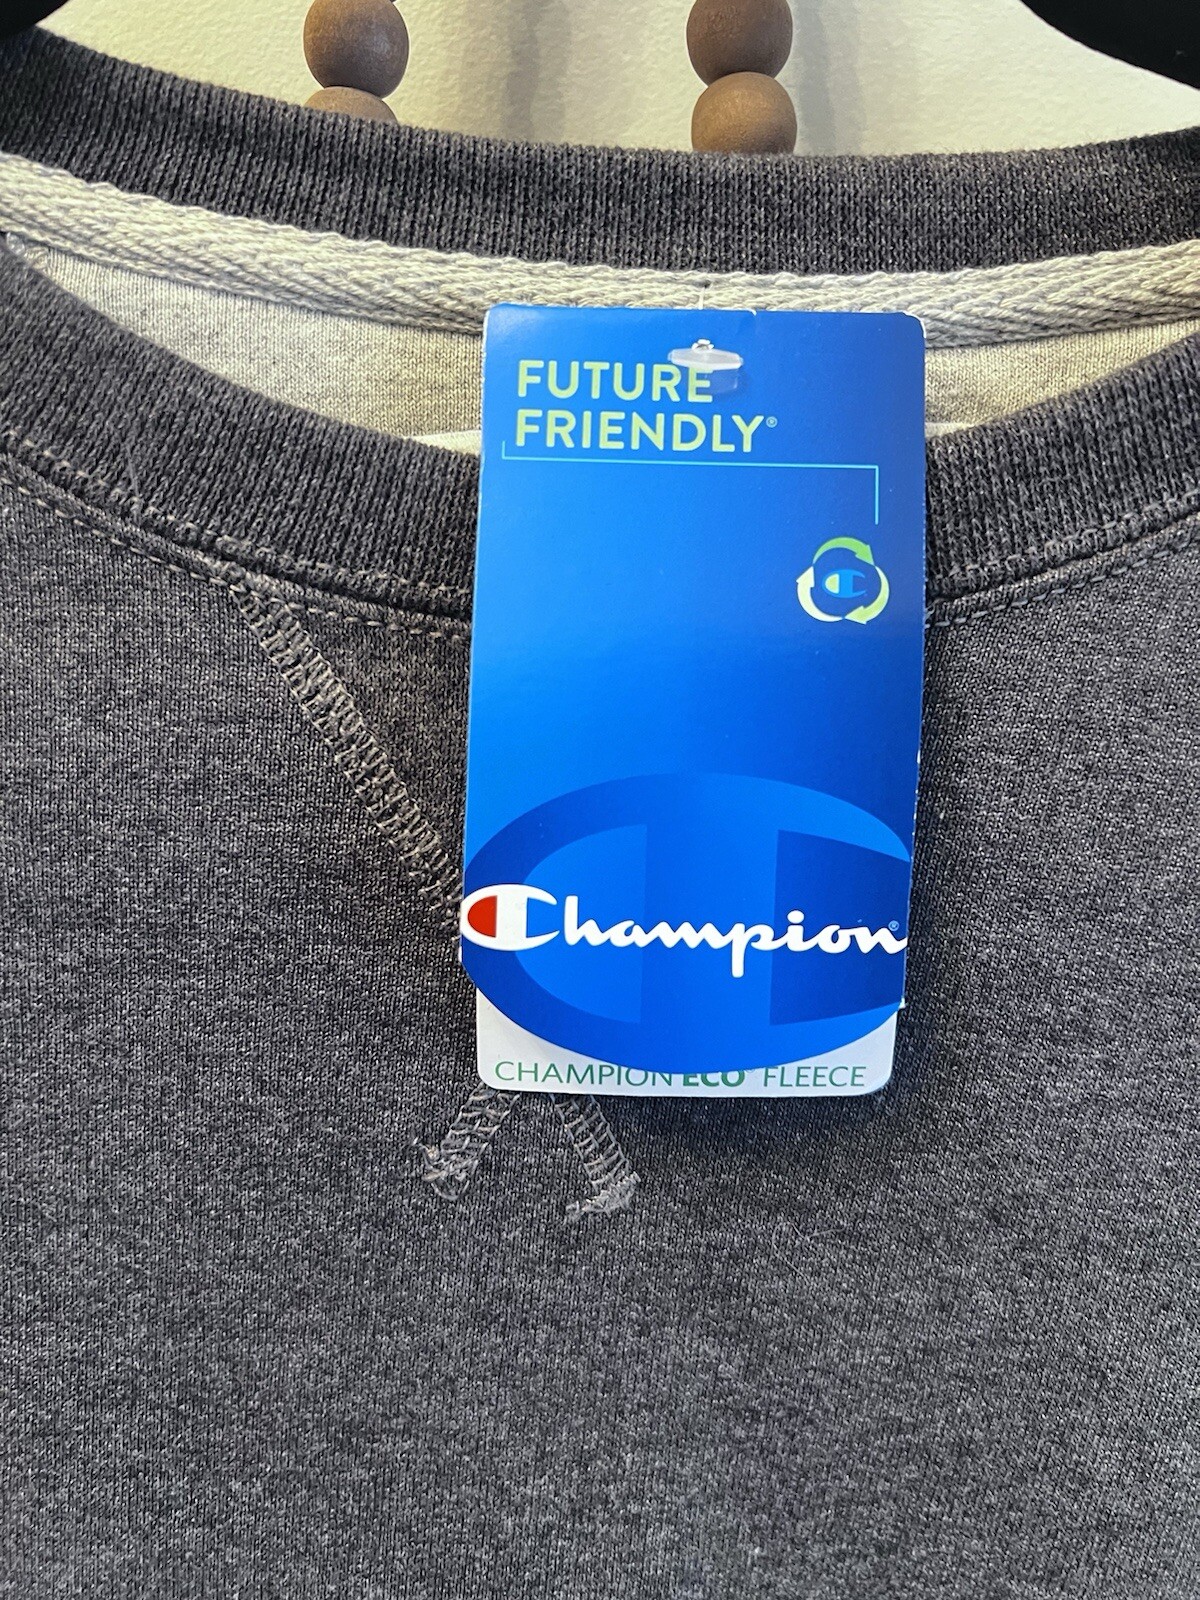 FUTURE
FRIENDLY®
Champion®
CHAMPION ECO® FLEECE